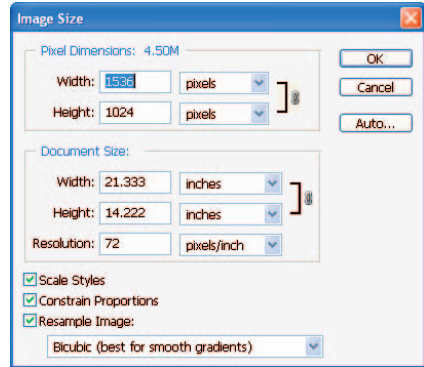 Image Size
Pixel Dimensions: 4.50M
OK
Width: 1536 pixels
Cancel
Height: 1024 pixels
Auto...
Document Size:
Width: 21.333 inches
Height: 14.222 inches
Resolution: 72 pixels/inch
Scale Styles
Constrain Proportions
Resample Image:
Bicubic (best for smooth gradients)